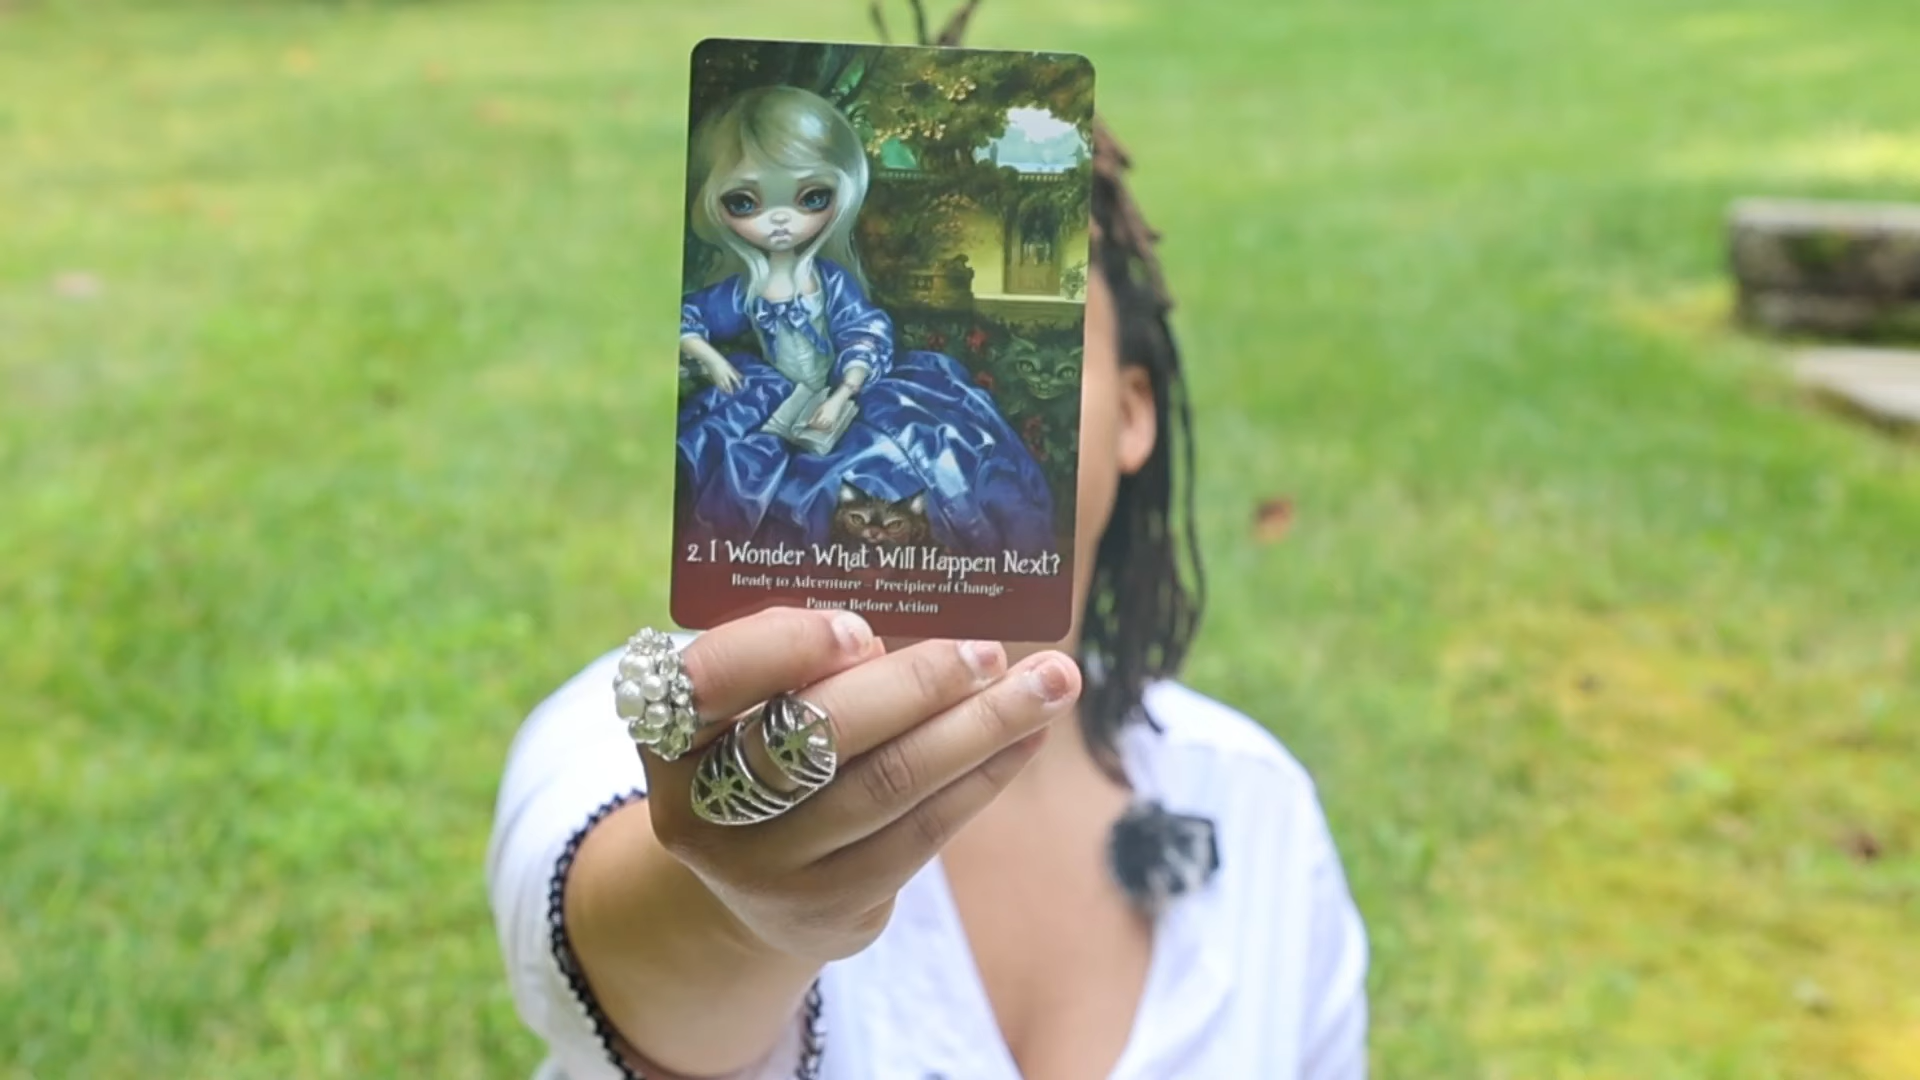 2. I Wonder What Will Happen Next?
Ready to Adventure – Precipice of Change –
Pause Before Action